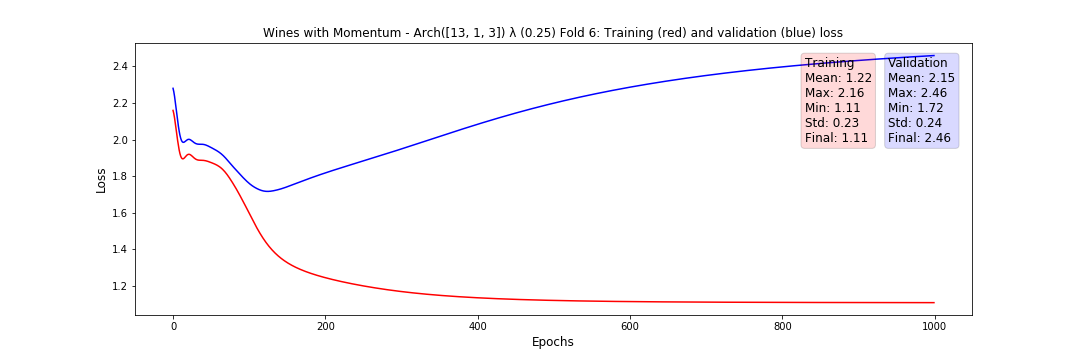 Wines with Momentum - Arch([13, 1, 3]) λ (0.25) Fold 6: Training (red) and validation (blue) loss
Training
Mean: 1.22
Max: 2.16
Min: 1.11
Std: 0.23
Final: 1.11
Validation
Mean: 2.15
Max: 2.46
Min: 1.72
Std: 0.24
Final: 2.46
Loss
2.4
2.2
2.0
1.8
1.6
1.4
1.2
0 200 400 600 800 1000
Epochs